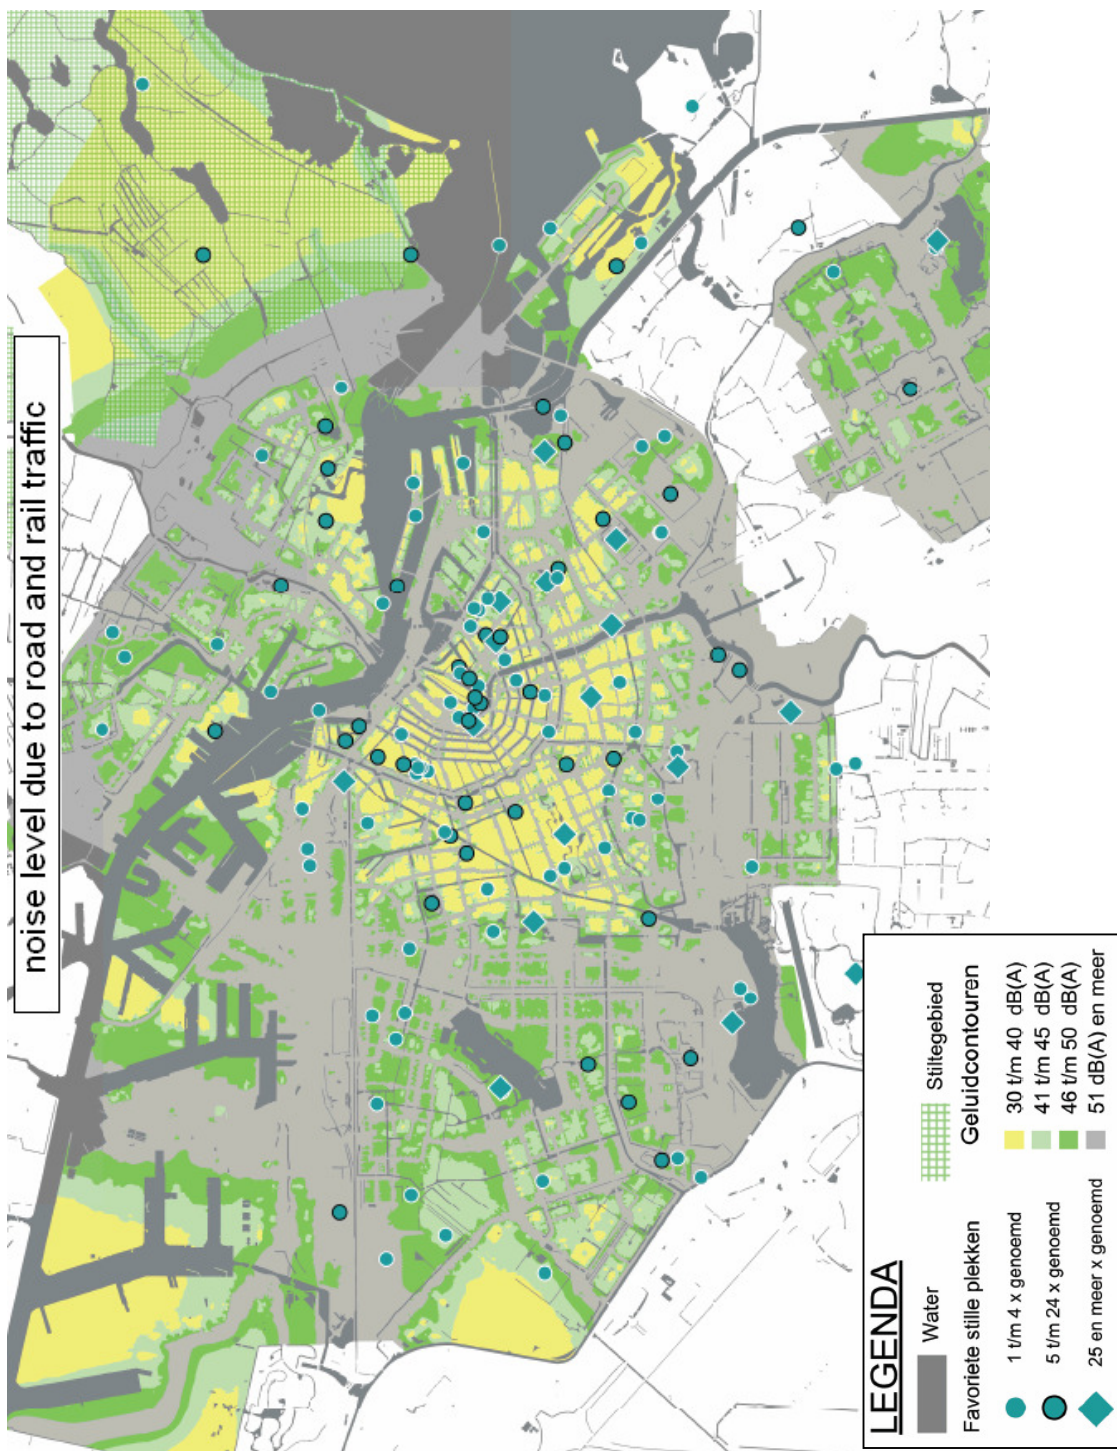 noise level due to road and rail traffic
LEGENDA
Water
Stiltegebied
Favoriete stille plekken
Geluidcontouren
1 t/m 4 x genoemd
30 t/m 40 dB(A)
41 t/m 45 dB(A)
5 t/m 24 x genoemd
46 t/m 50 dB(A)
25 en meer x genoemd
51 dB(A) en meer